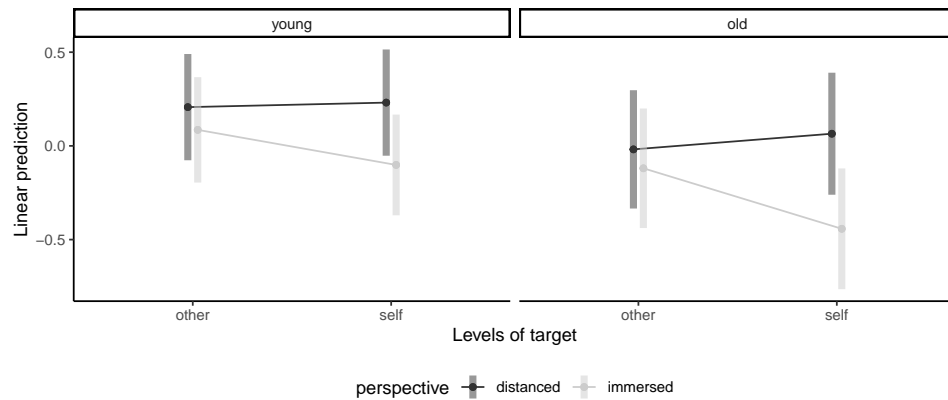 young
old
Linear prediction
0.5
0.0
−0.5
other
self
other
self
Levels of target
perspective distanced immersed